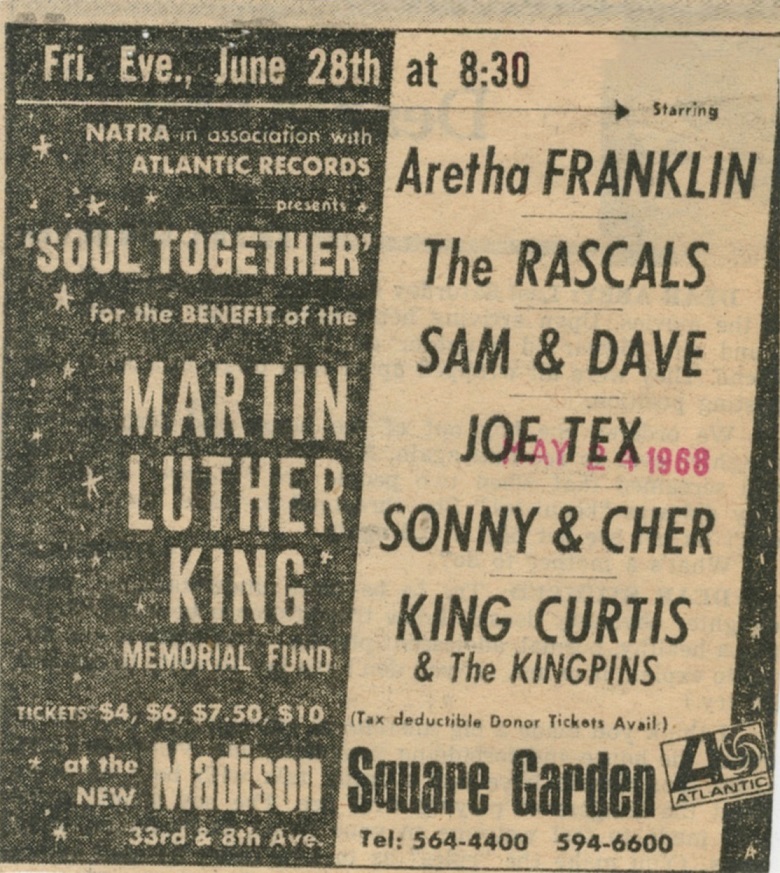 Fri. Eve., June 28th at 8:30
Starring
NATRA in association with
ATLANTIC RECORDS
presents
'SOUL TOGETHER'
for the BENEFIT of the
MARTIN
LUTHER
KING
MEMORIAL FUND
TICKETS $4, $6, $7.50, $10
Aretha FRANKLIN
The RASCALS
SAM & DAVE
JOE TEX
MAY 24 1968
SONNY & CHER
KING CURTIS
& The KINGPINS
(Tax deductible Donor Tickets Avail.)
at the NEW Madison Square Garden
33rd & 8th Ave.
Tel: 564-4400 594-6600
ATLANTIC